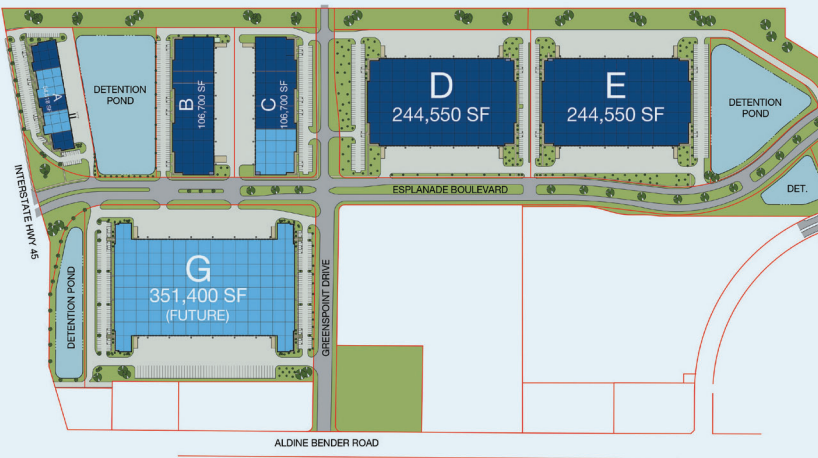 A
DETENTION
POND
B
106,700 SF
C
106,700 SF
D
244,550 SF
E
244,550 SF
DETENTION
POND
DET.
ESPLANADE BOULEVARD
INTERSTATE HWY 45
DETENTION POND
G
351,400 SF
(FUTURE)
GREENSPOINT DRIVE
ALDINE BENDER ROAD